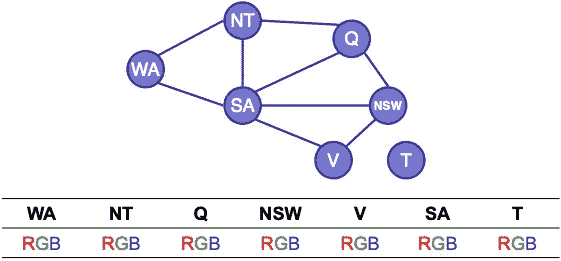 NT
Q
WA
SA
NSW
V
T
WA NT Q NSW V SA T
RGB RGB RGB RGB RGB RGB RGB